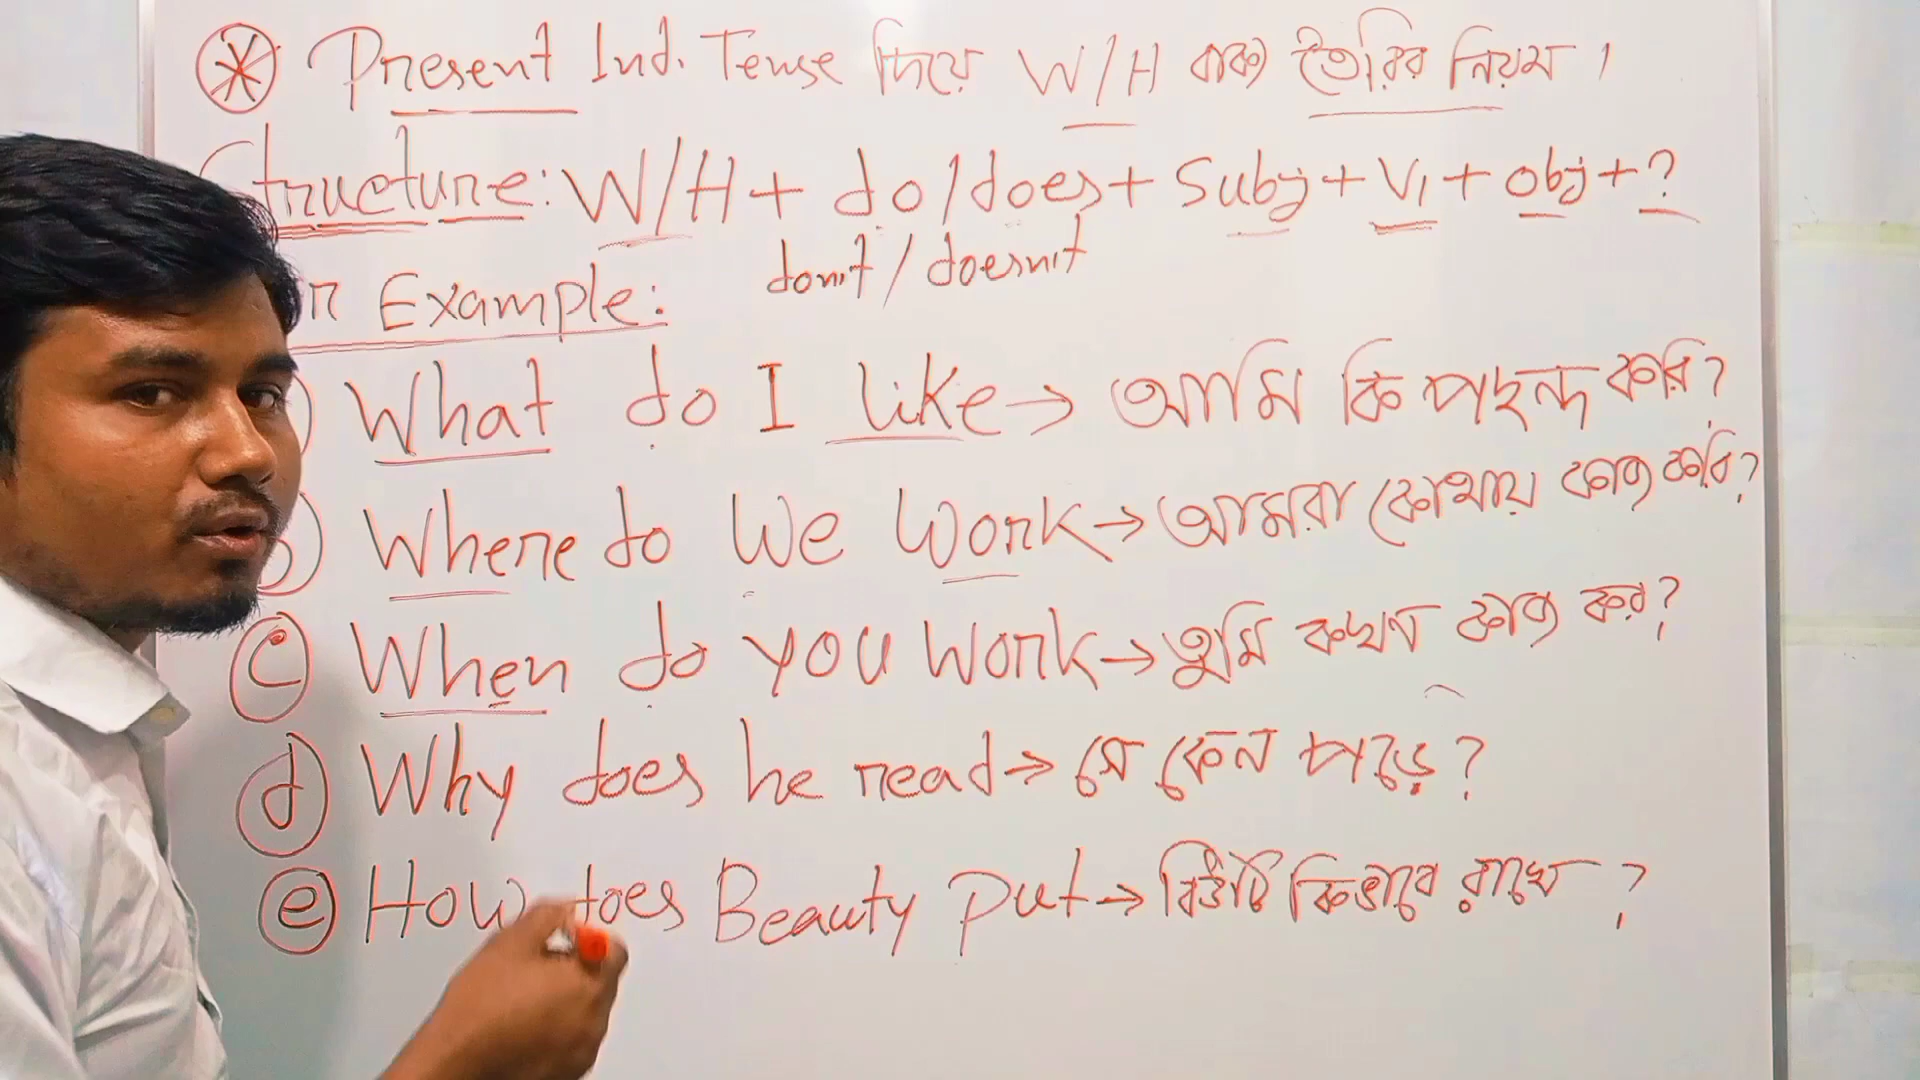 * Present Ind. Tense দিয়ে W/H বাক্য তৈরির নিয়ম।
Structure: W/H + do/does + Subj + V1 + obj + ?
don't / doesn't
Example:
What do I like → আমি কি পছন্দ করি?
Where do We Work → আমরা কোথায় কাজ করি?
(c) When do you work → তুমি কখন কাজ কর?
(d) Why does he read → সে কেন পড়ে?
(e) How does Beauty put → বিউটি কিভাবে রাখে ?